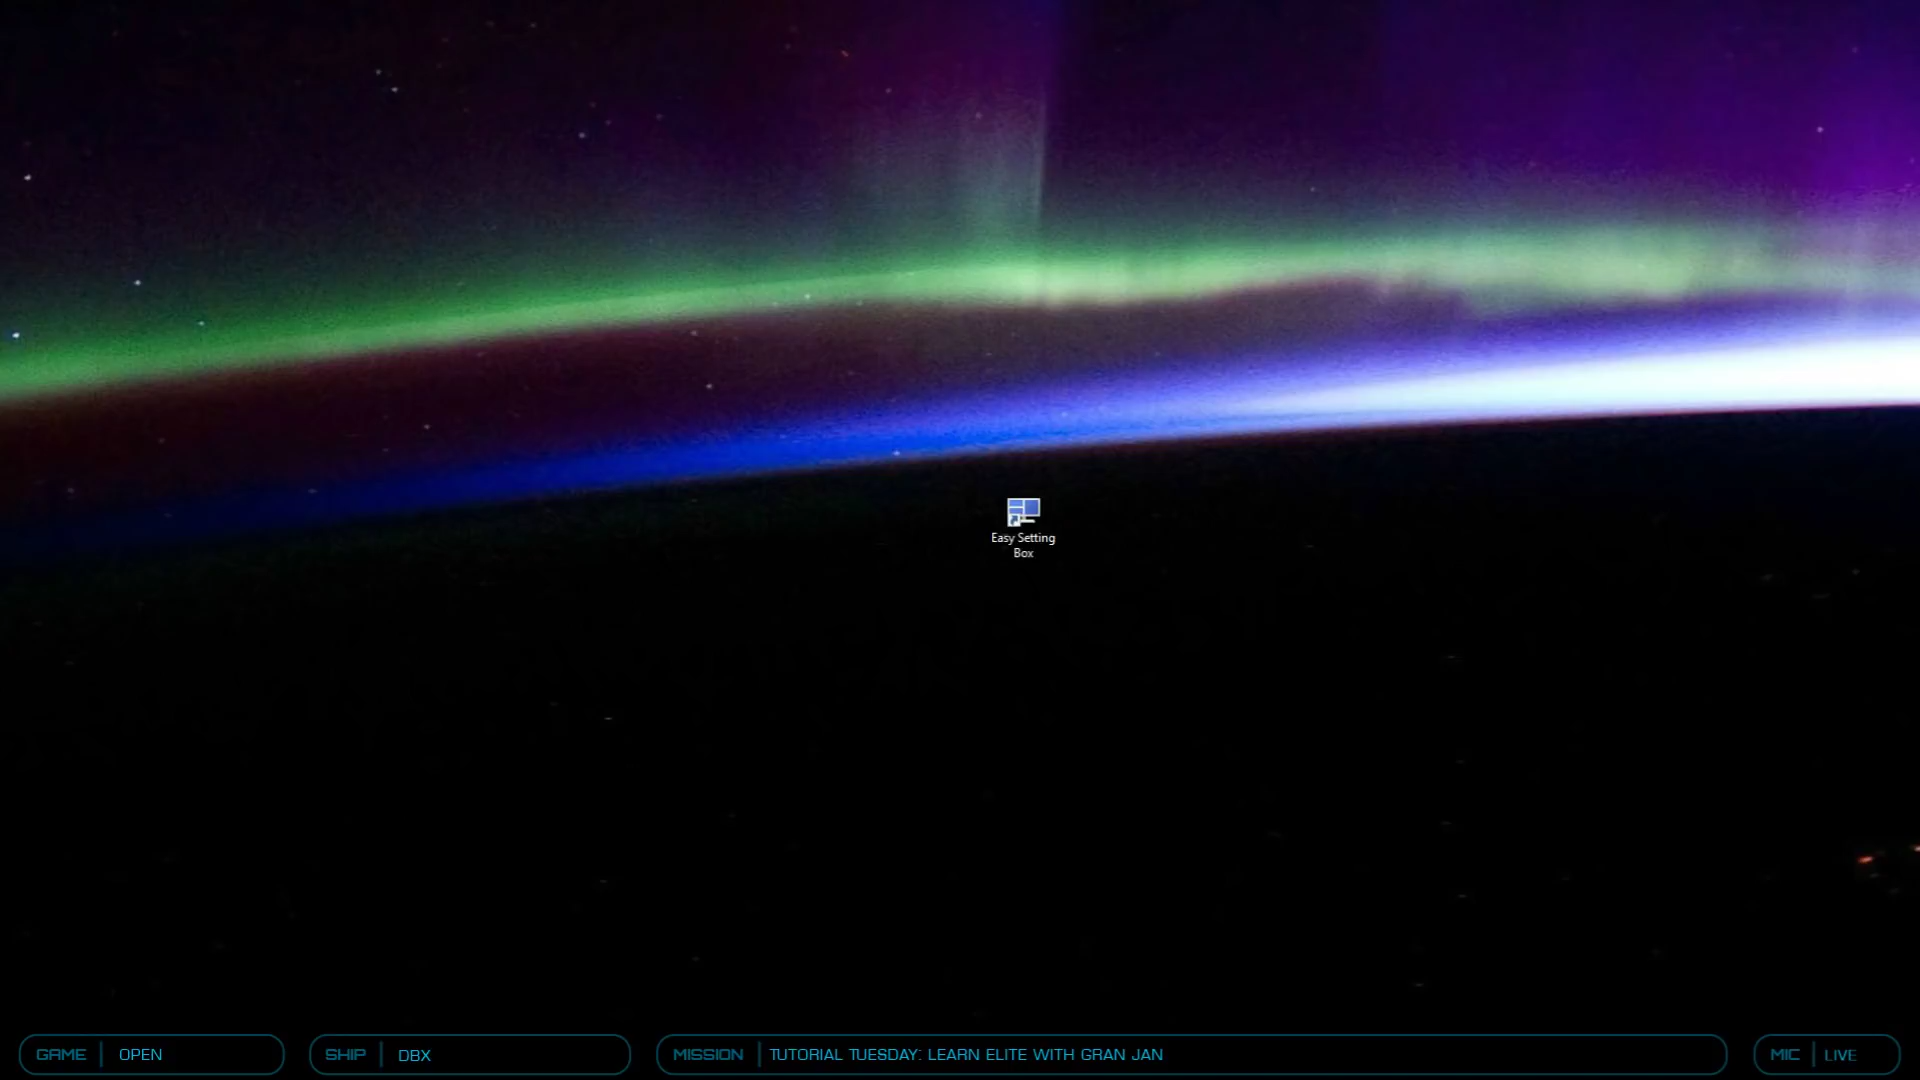 Easy Setting
Box
GAME OPEN
SHIP DBX
MISSION TUTORIAL TUESDAY: LEARN ELITE WITH GRAN JAN
MIC LIVE